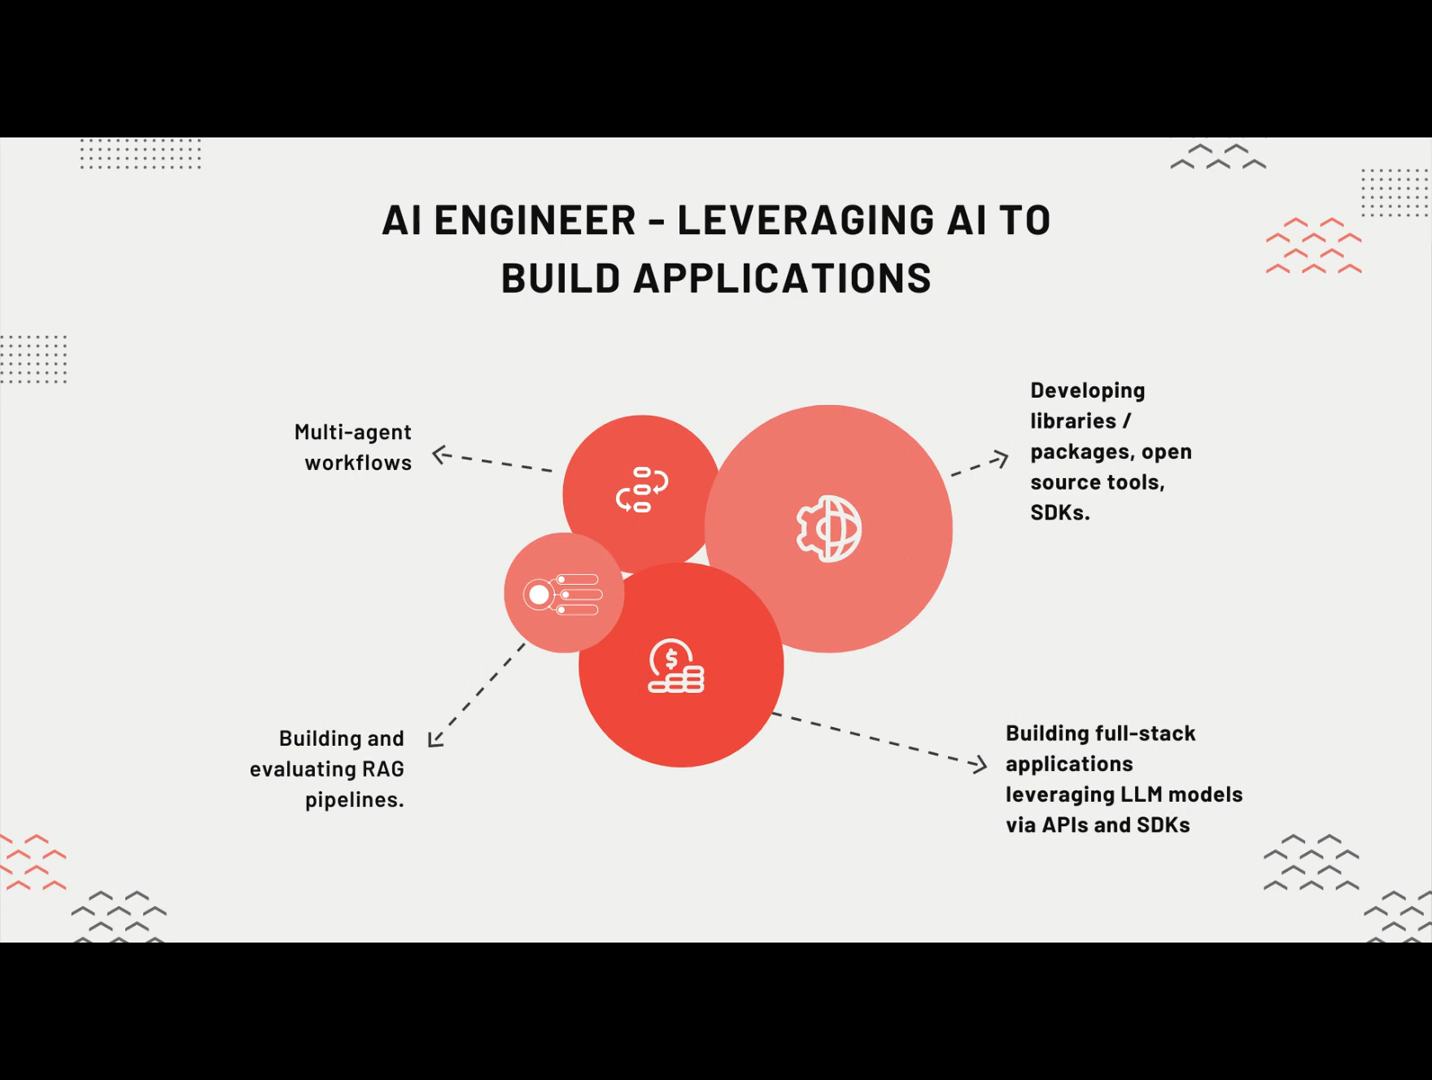 AI ENGINEER - LEVERAGING AI TO
BUILD APPLICATIONS
Multi-agent
workflows
Developing
libraries /
packages, open
source tools,
SDKs.
$
Building and
evaluating RAG
pipelines.
Building full-stack
applications
leveraging LLM models
via APIs and SDKs